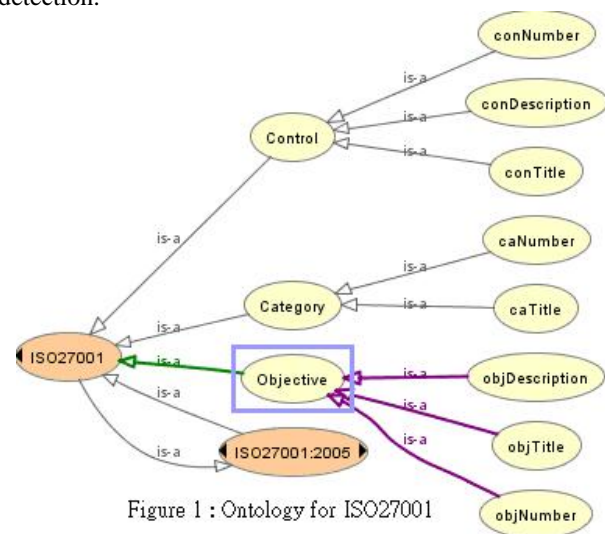 detection.
conNumber
is-a
conDescription
is-a
Control
is-a
conTitle
is-a
caNumber
is-a
Category
is-a
caTitle
is-a
ISO27001
is-a
Objective
is-a
objDescription
is-a
is-a
objTitle
is-a
is-a
ISO27001:2005
objNumber
Figure 1 : Ontology for ISO27001